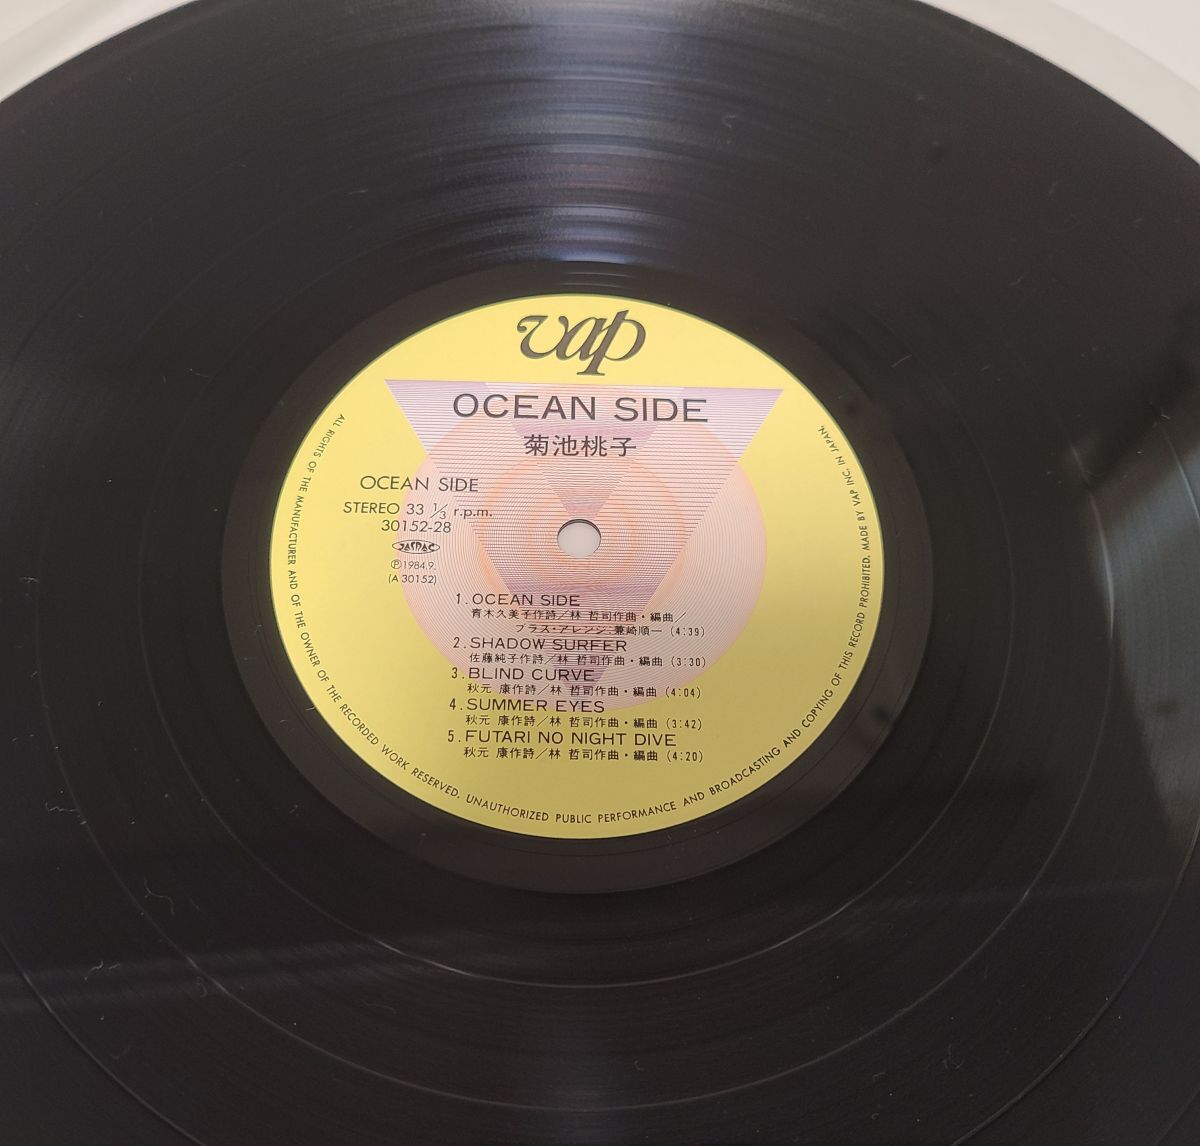 vap
OCEAN SIDE
菊池桃子
OCEAN SIDE
STEREO 33 1/3 r.p.m.
30152-28
JASRAC
Ⓟ1984.9.
(A 30152)
1.OCEAN SIDE
青木久美子作詩／林 哲司作曲・編曲／
ブラス・アレンジ:兼崎順一 (4:39)
2.SHADOW SURFER
佐藤純子作詩／林 哲司作曲・編曲 (3:30)
3.BLIND CURVE
秋元 康作詩／林 哲司作曲・編曲 (4:04)
4.SUMMER EYES
秋元 康作詩／林 哲司作曲・編曲 (3:42)
5.FUTARI NO NIGHT DIVE
秋元 康作詩／林 哲司作曲・編曲 (4:20)
ALL RIGHTS OF THE MANUFACTURER AND OF THE OWNER OF THE RECORDED WORK RESERVED. UNAUTHORIZED PUBLIC PERFORMANCE AND BROADCASTING AND COPYING OF THIS RECORD PROHIBITED. MADE BY VAP INC. IN JAPAN.